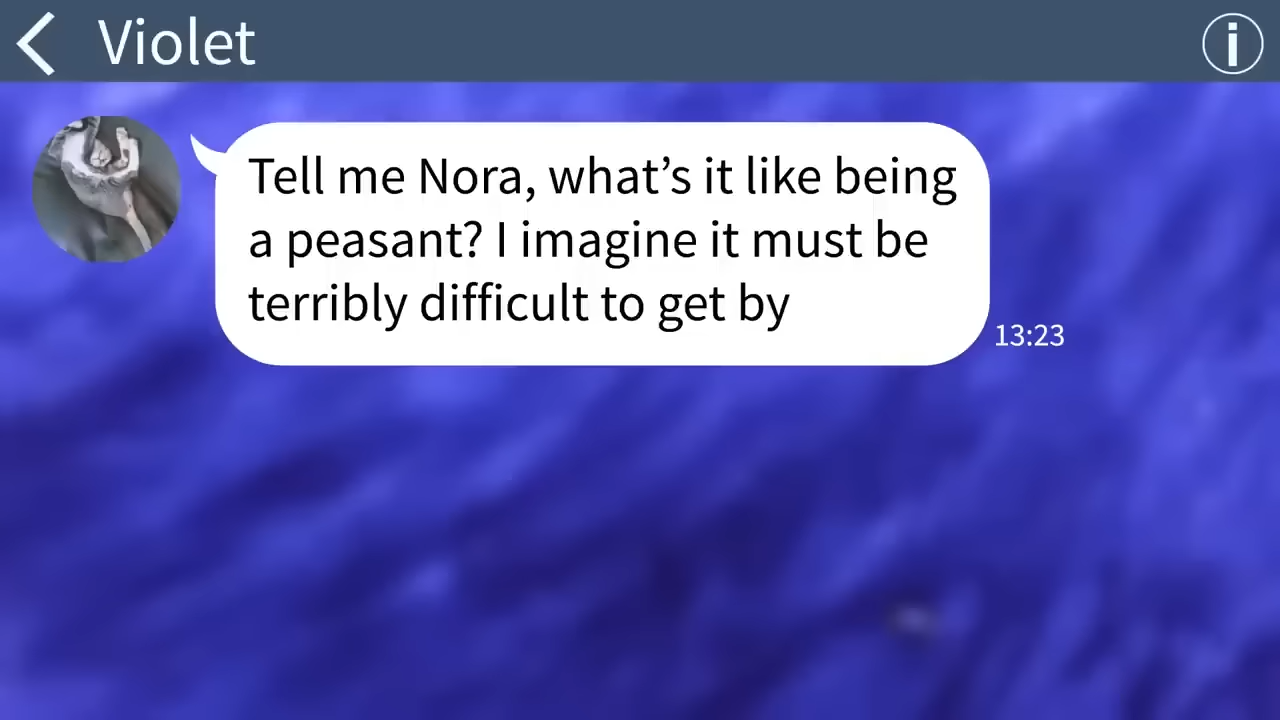 Violet
Tell me Nora, what’s it like being
a peasant? I imagine it must be
terribly difficult to get by
13:23